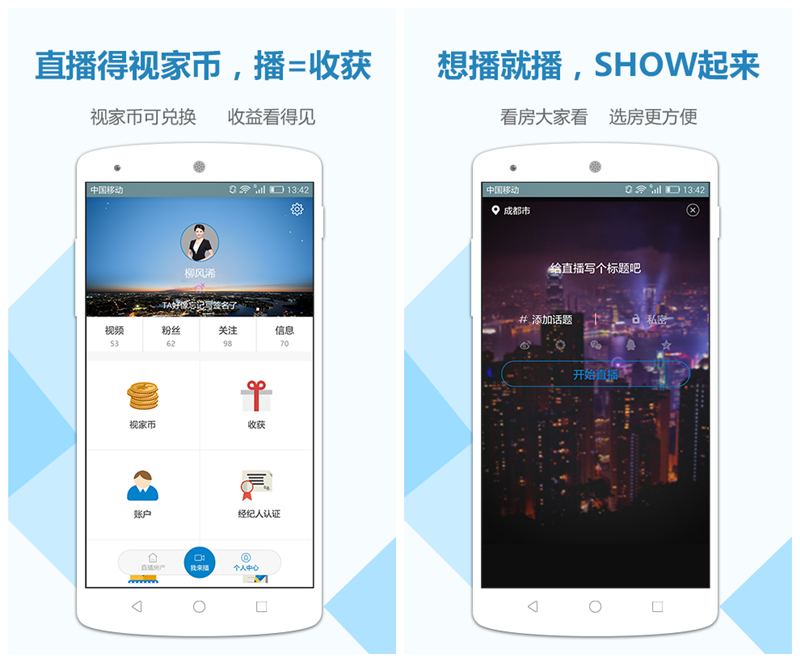 直播得视家币，播=收获
视家币可兑换 收益看得见
中国移动 13:42
柳风浠
TA好像忘记写签名了
视频 粉丝 关注 信息
53 62 98 70
视家币 收获
账户 经纪人认证
直播房产 我来播 个人中心
想播就播，SHOW起来
看房大家看 选房更方便
中国移动 13:42
成都市
给直播写个标题吧
# 添加话题 | 私密
开始直播